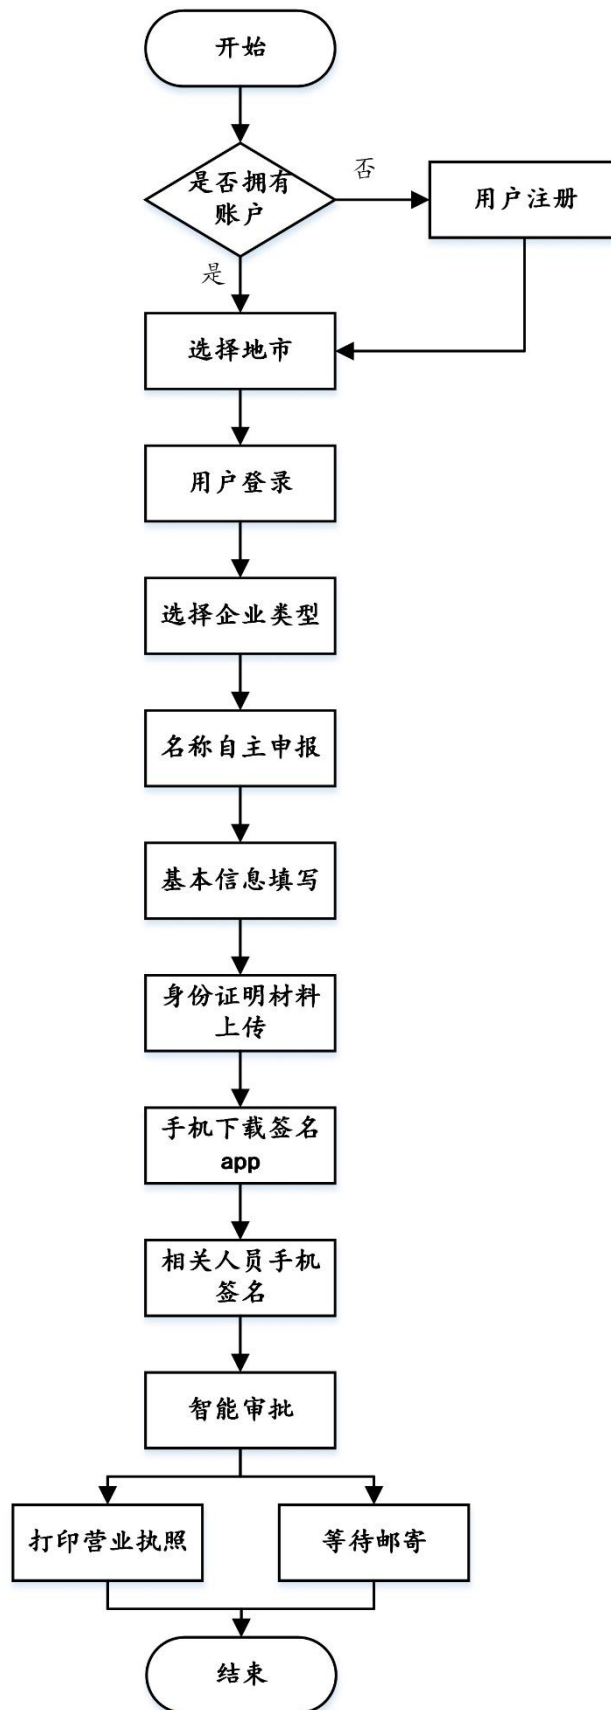 开始
是否拥有
账户
否
用户注册
是
选择地市
用户登录
选择企业类型
名称自主申报
基本信息填写
身份证明材料
上传
手机下载签名
app
相关人员手机
签名
智能审批
打印营业执照
等待邮寄
结束